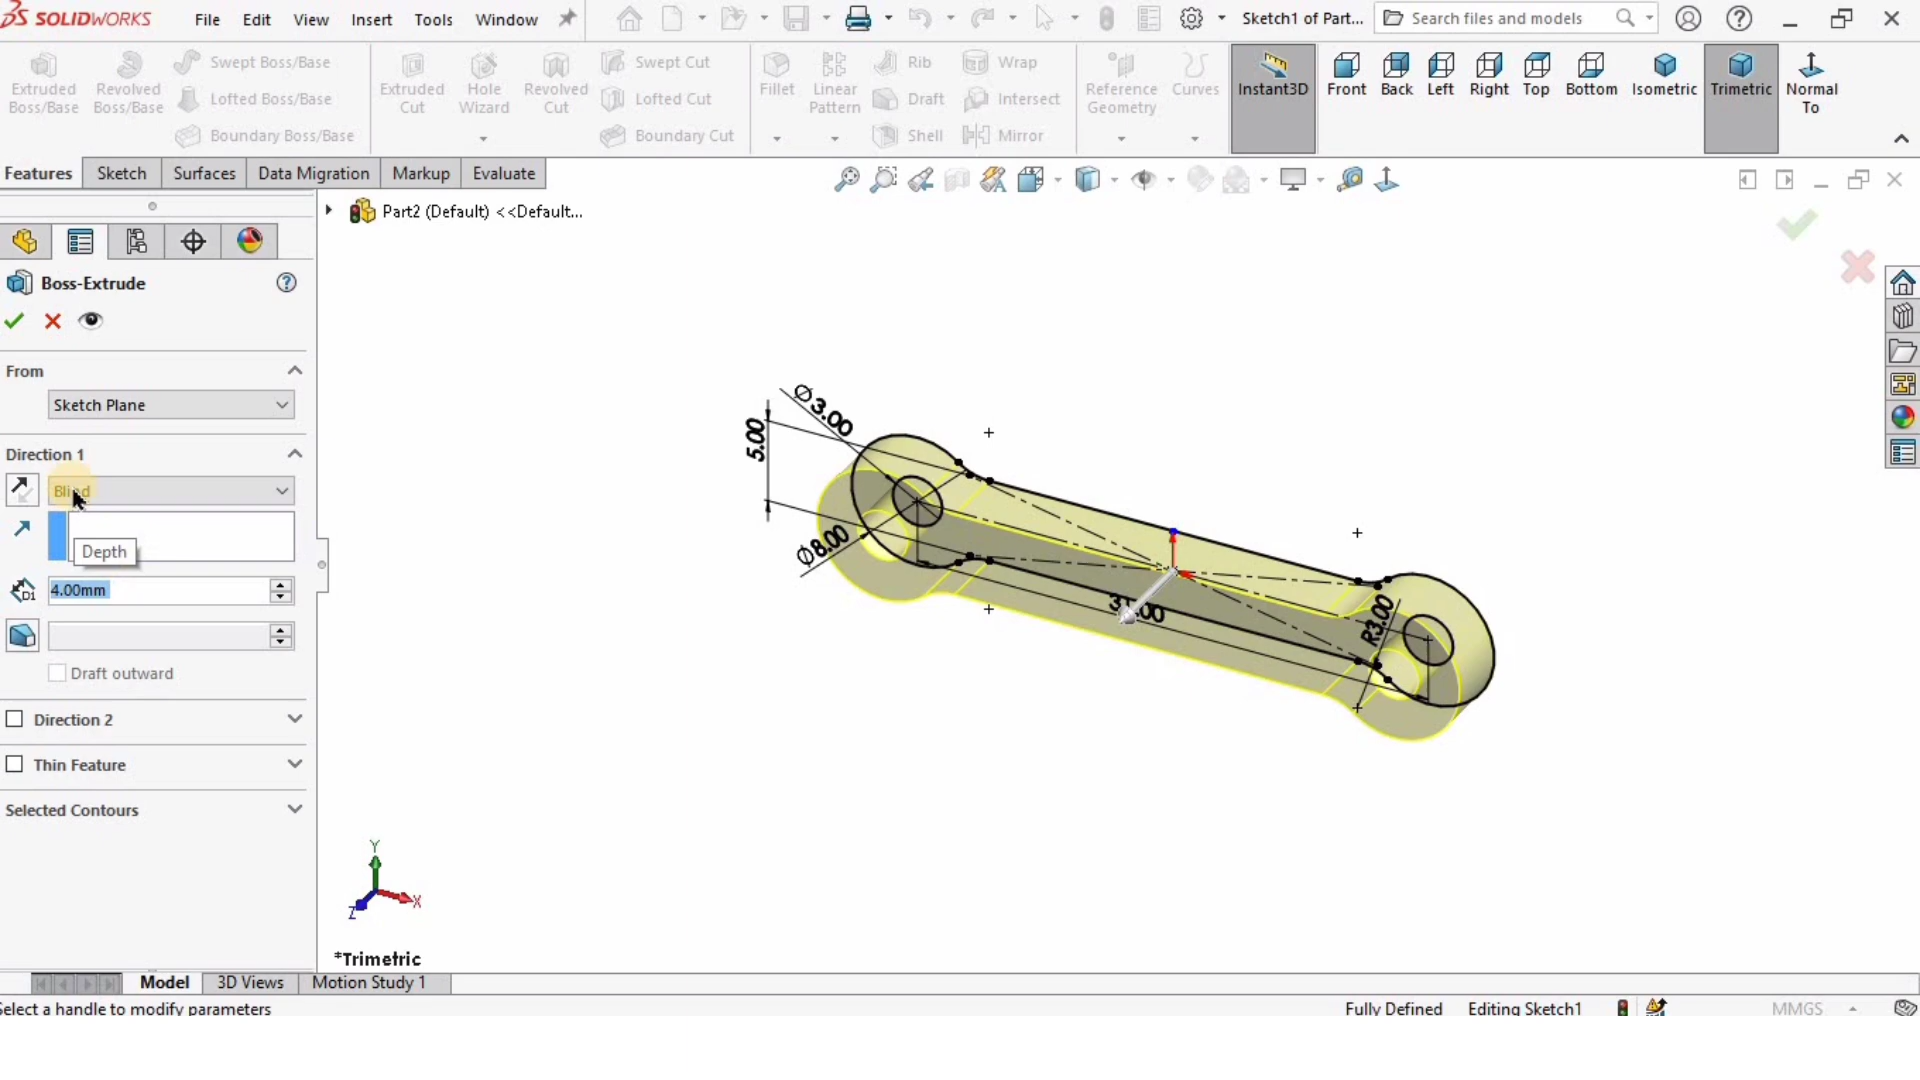 SOLIDWORKS File Edit View Insert Tools Window Sketch1 of Part... Search files and models
Extruded Boss/Base
Revolved Boss/Base
Swept Boss/Base
Lofted Boss/Base
Boundary Boss/Base
Extruded Cut
Hole Wizard
Revolved Cut
Swept Cut
Lofted Cut
Boundary Cut
Fillet
Linear Pattern
Rib
Draft
Shell
Wrap
Intersect
Mirror
Reference Geometry
Curves
Instant3D
Front
Back
Left
Right
Top
Bottom
Isometric
Trimetric
Normal To
Features Sketch Surfaces Data Migration Markup Evaluate
Part2 (Default) <<Default...
Boss-Extrude
From
Sketch Plane
Direction 1
Blind
Depth
D1
4.00mm
Draft outward
Direction 2
Thin Feature
Selected Contours
Ø3.00
5.00
Ø8.00
R3.00
Y
X
Z
*Trimetric
Model 3D Views Motion Study 1
Select a handle to modify parameters Fully Defined Editing Sketch1 MMGS